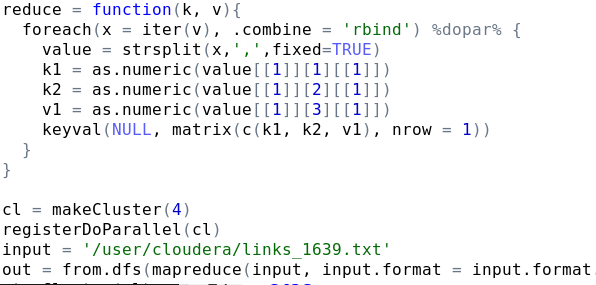 reduce = function(k, v){
  foreach(x = iter(v), .combine = 'rbind') %dopar% {
    value = strsplit(x,',',fixed=TRUE)
    k1 = as.numeric(value[[1]][1][[1]])
    k2 = as.numeric(value[[1]][2][[1]])
    v1 = as.numeric(value[[1]][3][[1]])
    keyval(NULL, matrix(c(k1, k2, v1), nrow = 1))
  }
}

cl = makeCluster(4)
registerDoParallel(cl)
input = '/user/cloudera/links_1639.txt'
out = from.dfs(mapreduce(input, input.format = input.format.